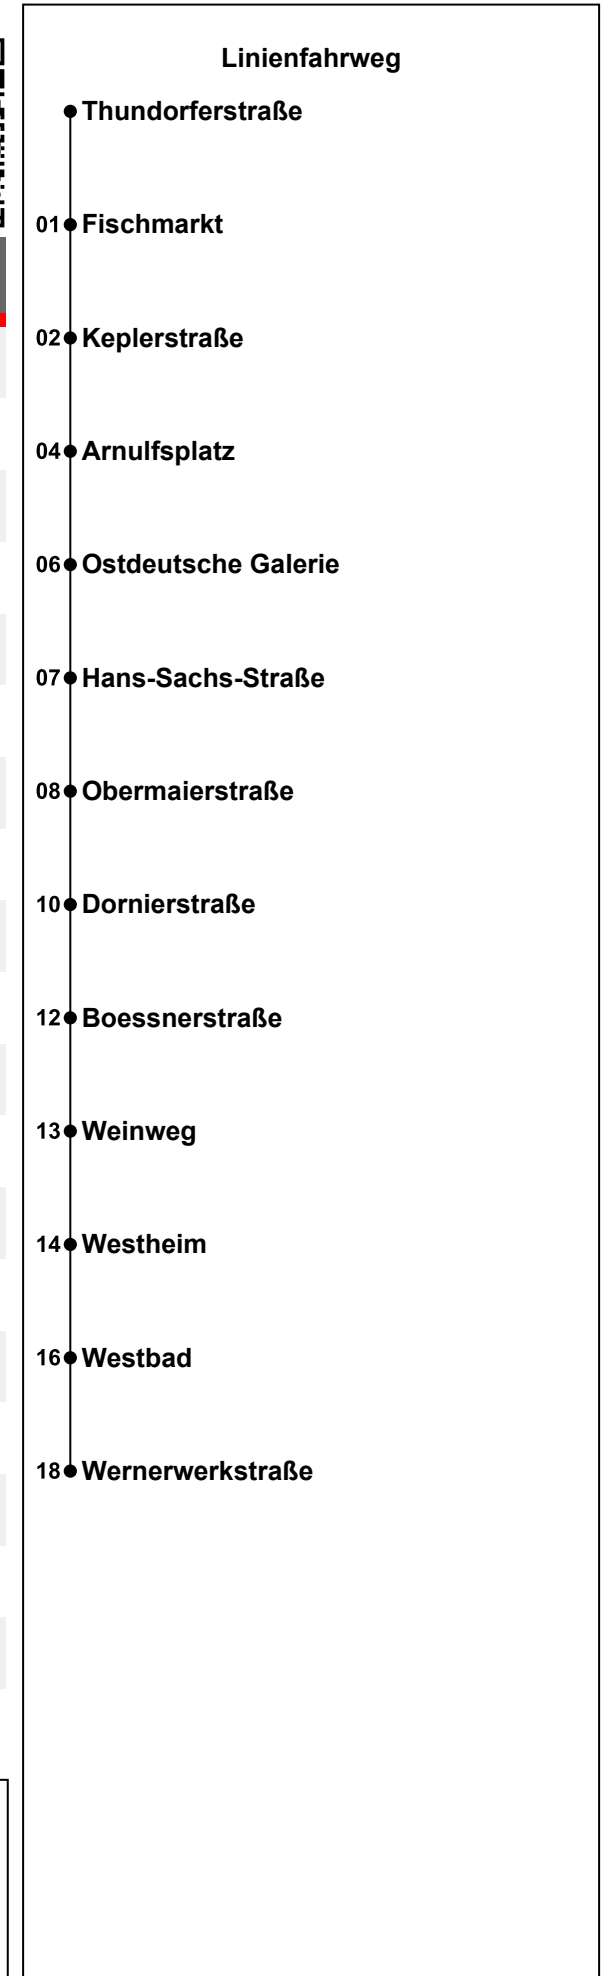 Linienfahrweg
Thundorferstraße
01 Fischmarkt
02 Keplerstraße
04 Arnulfsplatz
06 Ostdeutsche Galerie
07 Hans-Sachs-Straße
08 Obermaierstraße
10 Dornierstraße
12 Boessnerstraße
13 Weinweg
14 Westheim
16 Westbad
18 Wernerwerkstraße